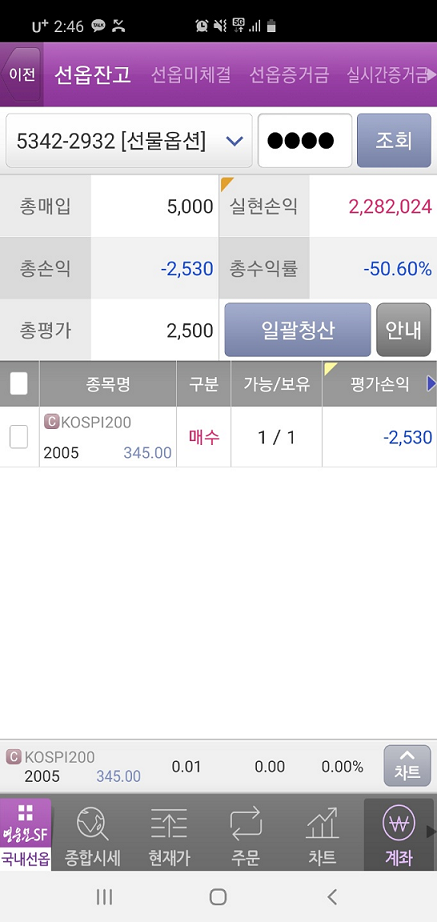 U+ 2:46 TALK 5G
이전 선옵잔고 선옵미체결 선옵증거금 실시간증거금
5342-2932 [선물옵션] 조회
총매입 5,000 실현손익 2,282,024
총손익 -2,530 총수익률 -50.60%
총평가 2,500 일괄청산 안내
종목명 구분 가능/보유 평가손익
C KOSPI200
2005 345.00 매수 1 / 1 -2,530
C KOSPI200
2005 345.00 0.01 0.00 0.00% 차트
영웅문SF
국내선옵 종합시세 현재가 주문 차트 계좌